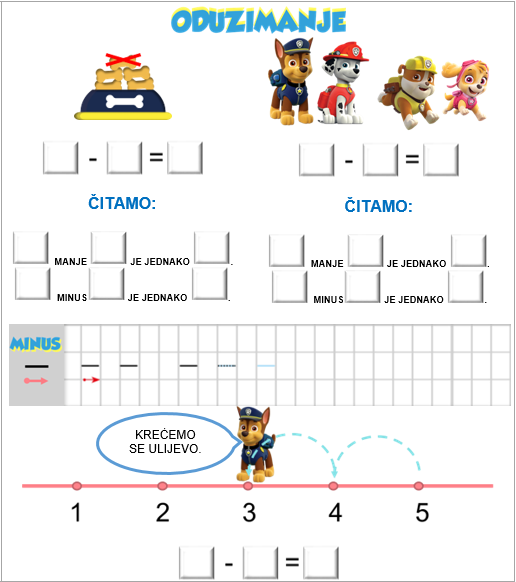 ODUZIMANJE
- =
- =
ČITAMO:
ČITAMO:
MANJE JE JEDNAKO .
MINUS JE JEDNAKO .
MANJE JE JEDNAKO .
MINUS JE JEDNAKO .
MINUS
KREĆEMO
SE ULIJEVO.
1 2 3 4 5
- =